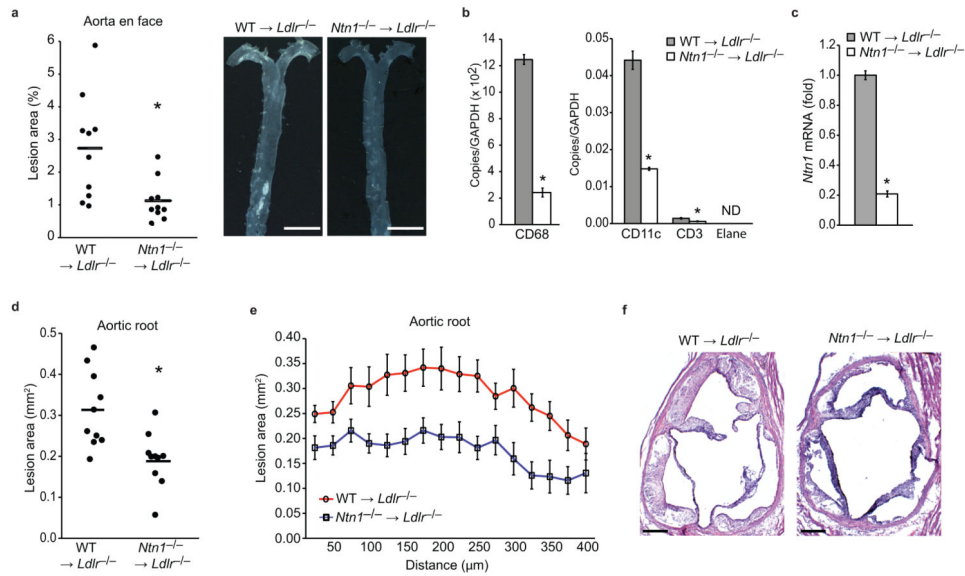 a
Aorta en face
Lesion area (%)
6
5
4
3
2
1
0
*
WT
→ Ldlr–/–
Ntn1–/–
→ Ldlr–/–
WT → Ldlr–/–
Ntn1–/– → Ldlr–/–
b
Copies/GAPDH (x 10²)
14
12
10
8
6
4
2
0
*
CD68
WT → Ldlr–/–
Ntn1–/– → Ldlr–/–
Copies/GAPDH
0.05
0.04
0.03
0.02
0.01
0.00
*
*
ND
CD11c
CD3
Elane
c
WT → Ldlr–/–
Ntn1–/– → Ldlr–/–
Ntn1 mRNA (fold)
1.2
1.0
0.8
0.6
0.4
0.2
0
*
d
Aortic root
Lesion area (mm²)
0.5
0.4
0.3
0.2
0.1
0
*
WT
→ Ldlr–/–
Ntn1–/–
→ Ldlr–/–
e
Aortic root
Lesion area (mm²)
0.40
0.35
0.30
0.25
0.20
0.15
0.10
0.00
WT → Ldlr–/–
Ntn1–/– → Ldlr–/–
50 100 150 200 250 300 350 400
Distance (μm)
f
WT → Ldlr–/–
Ntn1–/– → Ldlr–/–